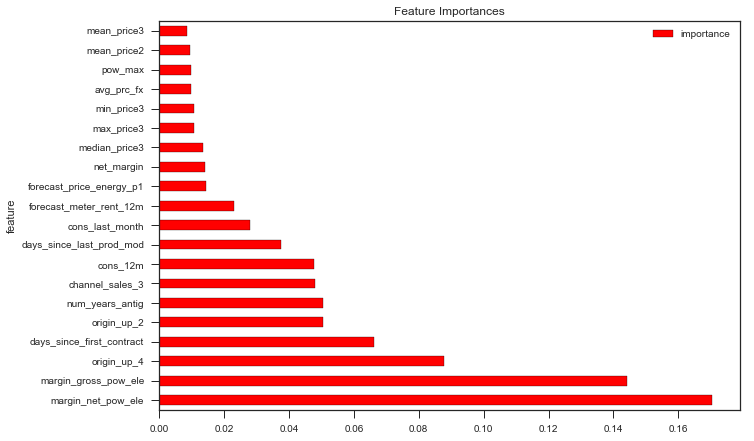 Feature Importances
importance
feature
mean_price3
mean_price2
pow_max
avg_prc_fx
min_price3
max_price3
median_price3
net_margin
forecast_price_energy_p1
forecast_meter_rent_12m
cons_last_month
days_since_last_prod_mod
cons_12m
channel_sales_3
num_years_antig
origin_up_2
days_since_first_contract
origin_up_4
margin_gross_pow_ele
margin_net_pow_ele
0.00 0.02 0.04 0.06 0.08 0.10 0.12 0.14 0.16